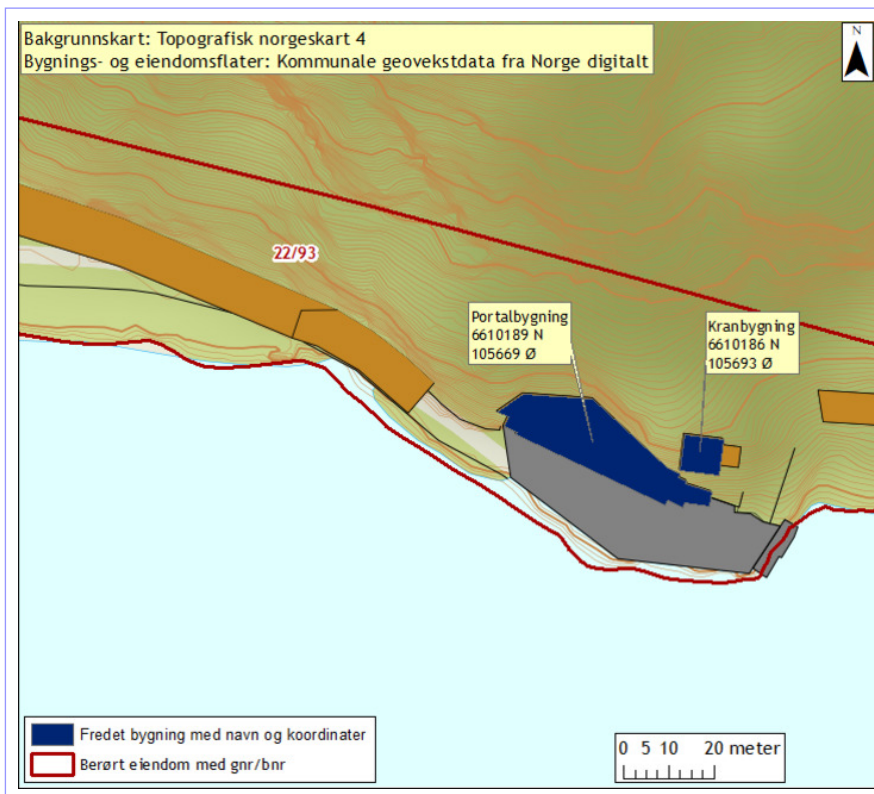 Bakgrunnskart: Topografisk norgeskart 4
Bygnings- og eiendomsflater: Kommunale geovekstdata fra Norge digitalt
N
22/93
Portalbygning
6610189 N
105669 Ø
Kranbygning
6610186 N
105693 Ø
Fredet bygning med navn og koordinater
Berørt eiendom med gnr/bnr
0 5 10 20 meter